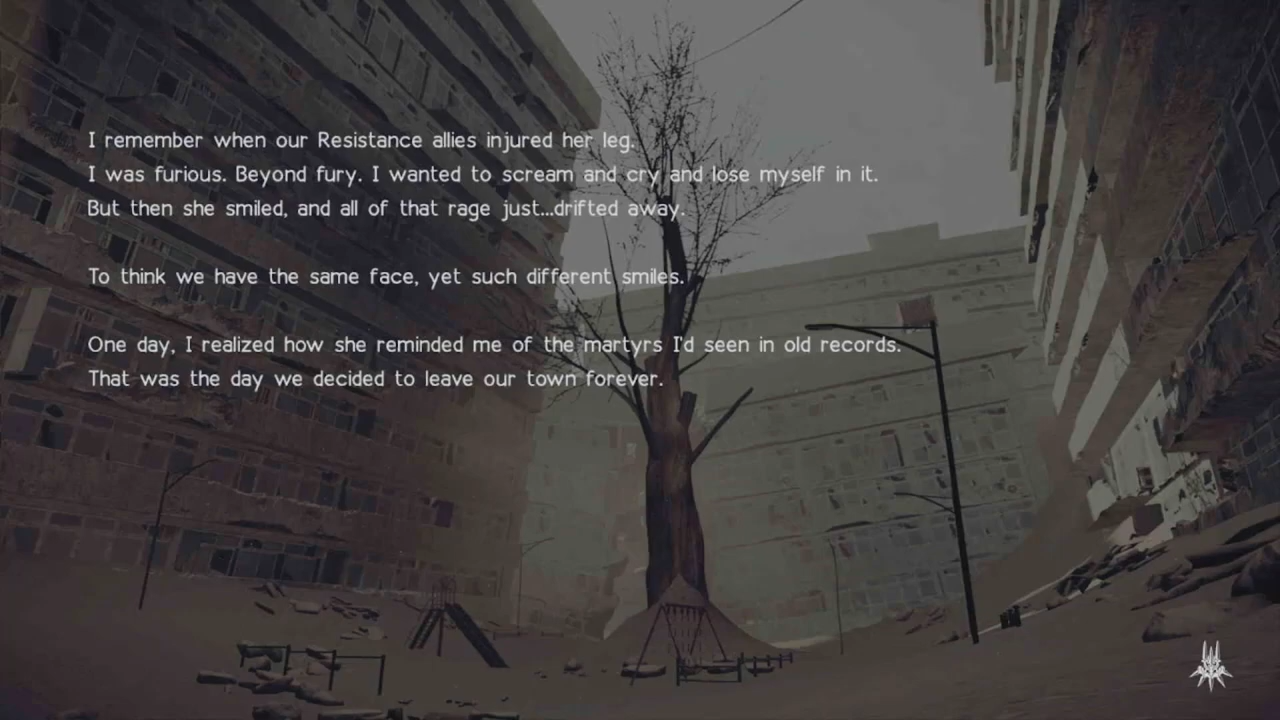 I remember when our Resistance allies injured her leg.
I was furious. Beyond fury. I wanted to scream and cry and lose myself in it.
But then she smiled, and all of that rage just...drifted away.
To think we have the same face, yet such different smiles.
One day, I realized how she reminded me of the martyrs I'd seen in old records.
That was the day we decided to leave our town forever.